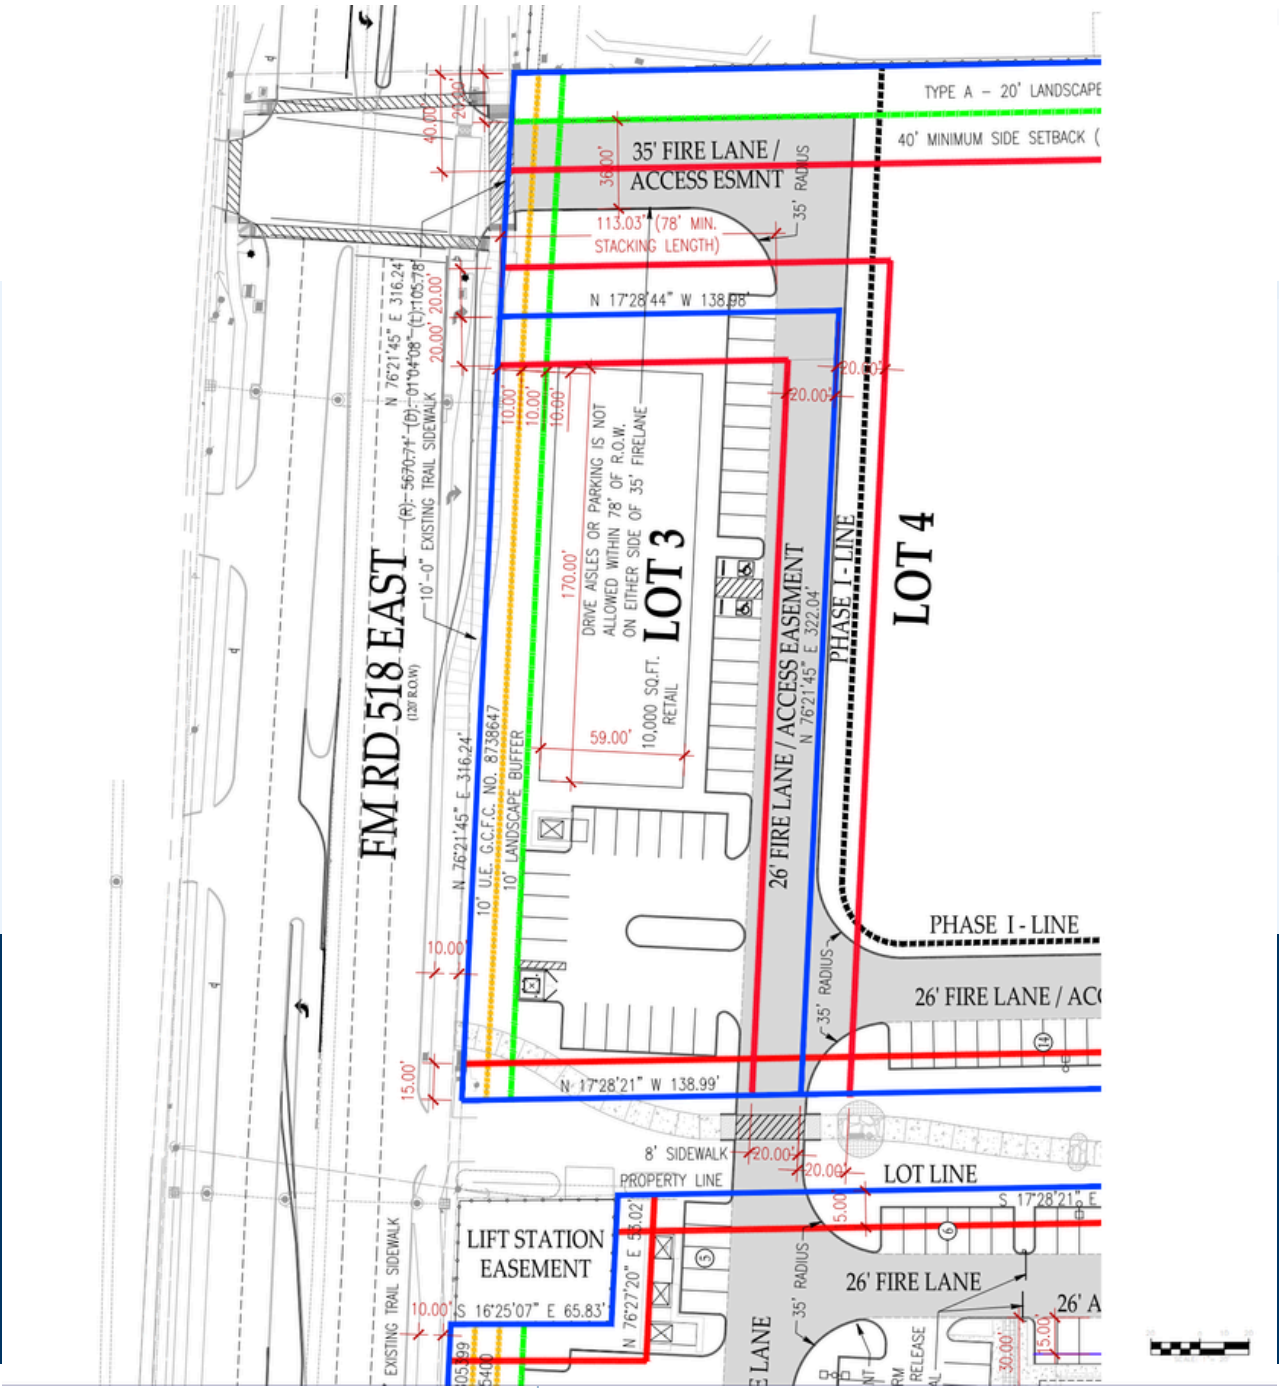 TYPE A - 20' LANDSCAPE
40' MINIMUM SIDE SETBACK (
40.00'
20.00'
36.00'
35' FIRE LANE /
ACCESS ESMNT
35' RADIUS
113.03' (78' MIN.
STACKING LENGTH)
N 17°28'44" W 138.98'
N 76°21'45" E 316.24'
(R): 5670.71' (D): 01°04'08" (L):105.78'
10'-0" EXISTING TRAIL SIDEWALK
20.00'
20.00'
20.00'
20.00'
10.00'
10.00'
10.00'
DRIVE AISLES OR PARKING IS NOT
ALLOWED WITHIN 78' OF R.O.W.
ON EITHER SIDE OF 35' FIRELANE
170.00'
LOT 3
10,000 SQ.FT.
RETAIL
59.00'
LOT 4
PHASE I - LINE
26' FIRE LANE / ACCESS EASEMENT
N 76°21'45" E 322.04'
FM RD 518 EAST
(120' R.O.W)
N 76°21'45" E 316.24'
10' U.E. G.C.F.C. NO. 8738647
10' LANDSCAPE BUFFER
PHASE I - LINE
10.00'
35' RADIUS
26' FIRE LANE / ACC
14
15.00'
N 17°28'21" W 138.99'
8' SIDEWALK
20.00'
20.00'
PROPERTY LINE
LOT LINE
S 17°28'21" E
5.00'
6
LIFT STATION
EASEMENT
N 76°27'20" E 53.02'
5
35' RADIUS
26' FIRE LANE
26' A
S 16°25'07" E 65.83'
10.00'
EXISTING TRAIL SIDEWALK
E LANE
RELEASE
30.00'
15.00'